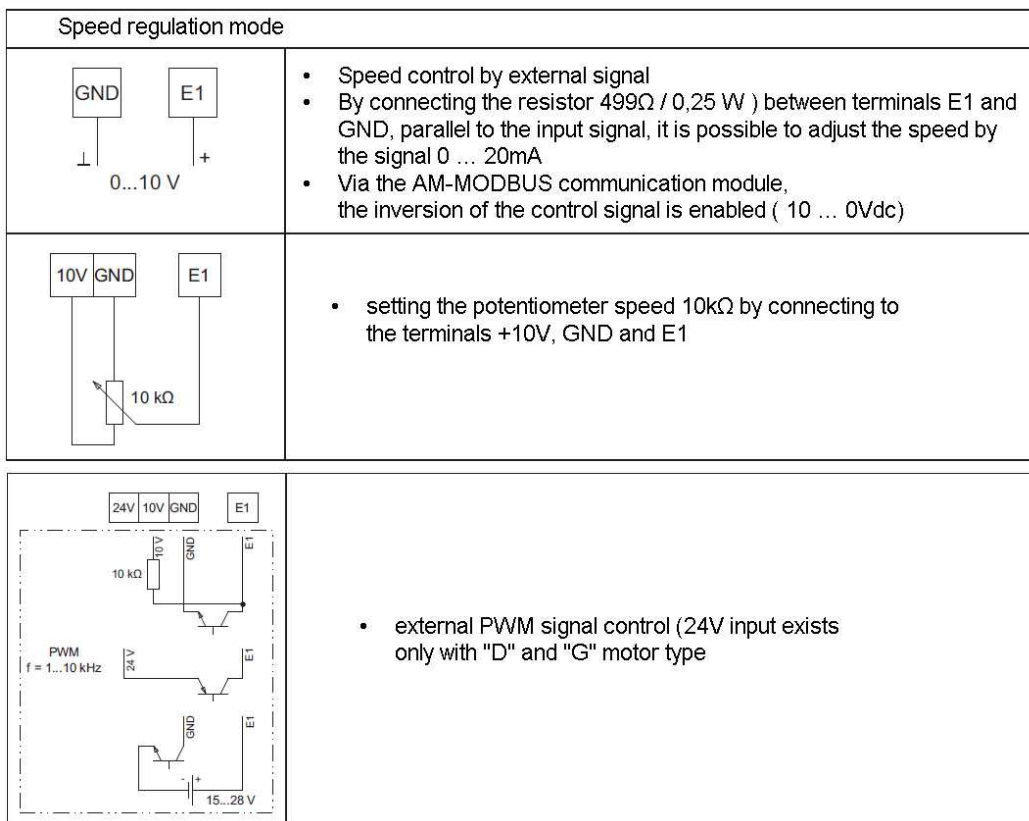 Speed regulation mode
GND E1
⊥ +
0...10 V
• Speed control by external signal
• By connecting the resistor 499Ω / 0,25 W ) between terminals E1 and
GND, parallel to the input signal, it is possible to adjust the speed by
the signal 0 ... 20mA
• Via the AM-MODBUS communication module,
the inversion of the control signal is enabled ( 10 ... 0Vdc)
10V GND E1
10 kΩ
• setting the potentiometer speed 10kΩ by connecting to
the terminals +10V, GND and E1
24V 10V GND E1
10 V GND E1
10 kΩ
PWM
f = 1...10 kHz
24 V E1
GND E1
- +
15...28 V
• external PWM signal control (24V input exists
only with "D" and "G" motor type